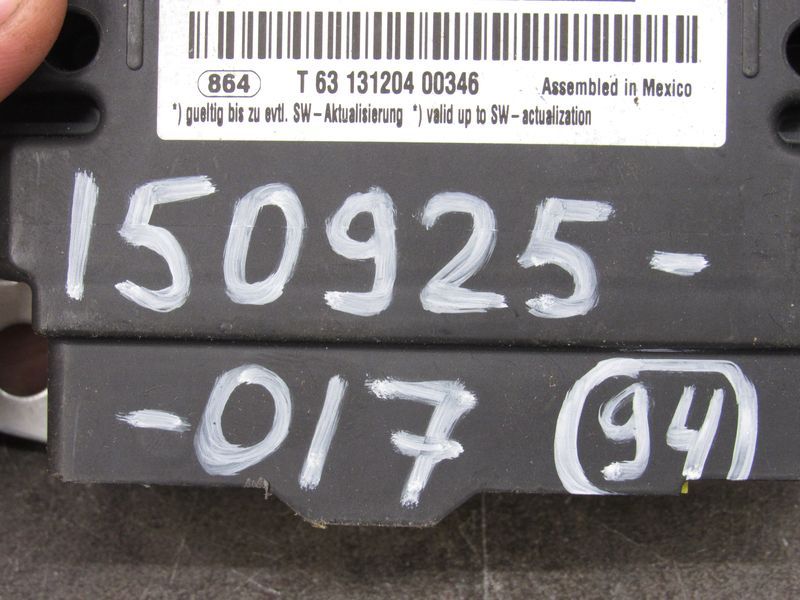 864 T 63 131204 00346 Assembled in Mexico
*) gueltig bis zu evtl. SW-Aktualisierung *) valid up to SW-actualization
150925-
-017 94